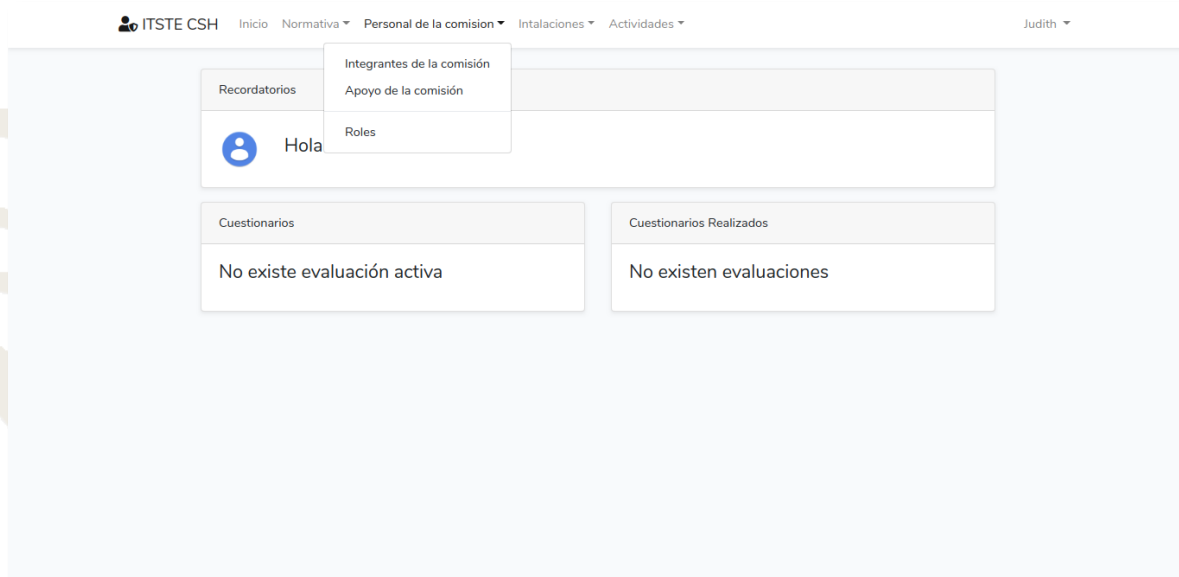 ITSTE CSH Inicio Normativa Personal de la comision Intalaciones Actividades Judith
Integrantes de la comisión
Apoyo de la comisión
Roles
Recordatorios
Hola
Cuestionarios
No existe evaluación activa
Cuestionarios Realizados
No existen evaluaciones